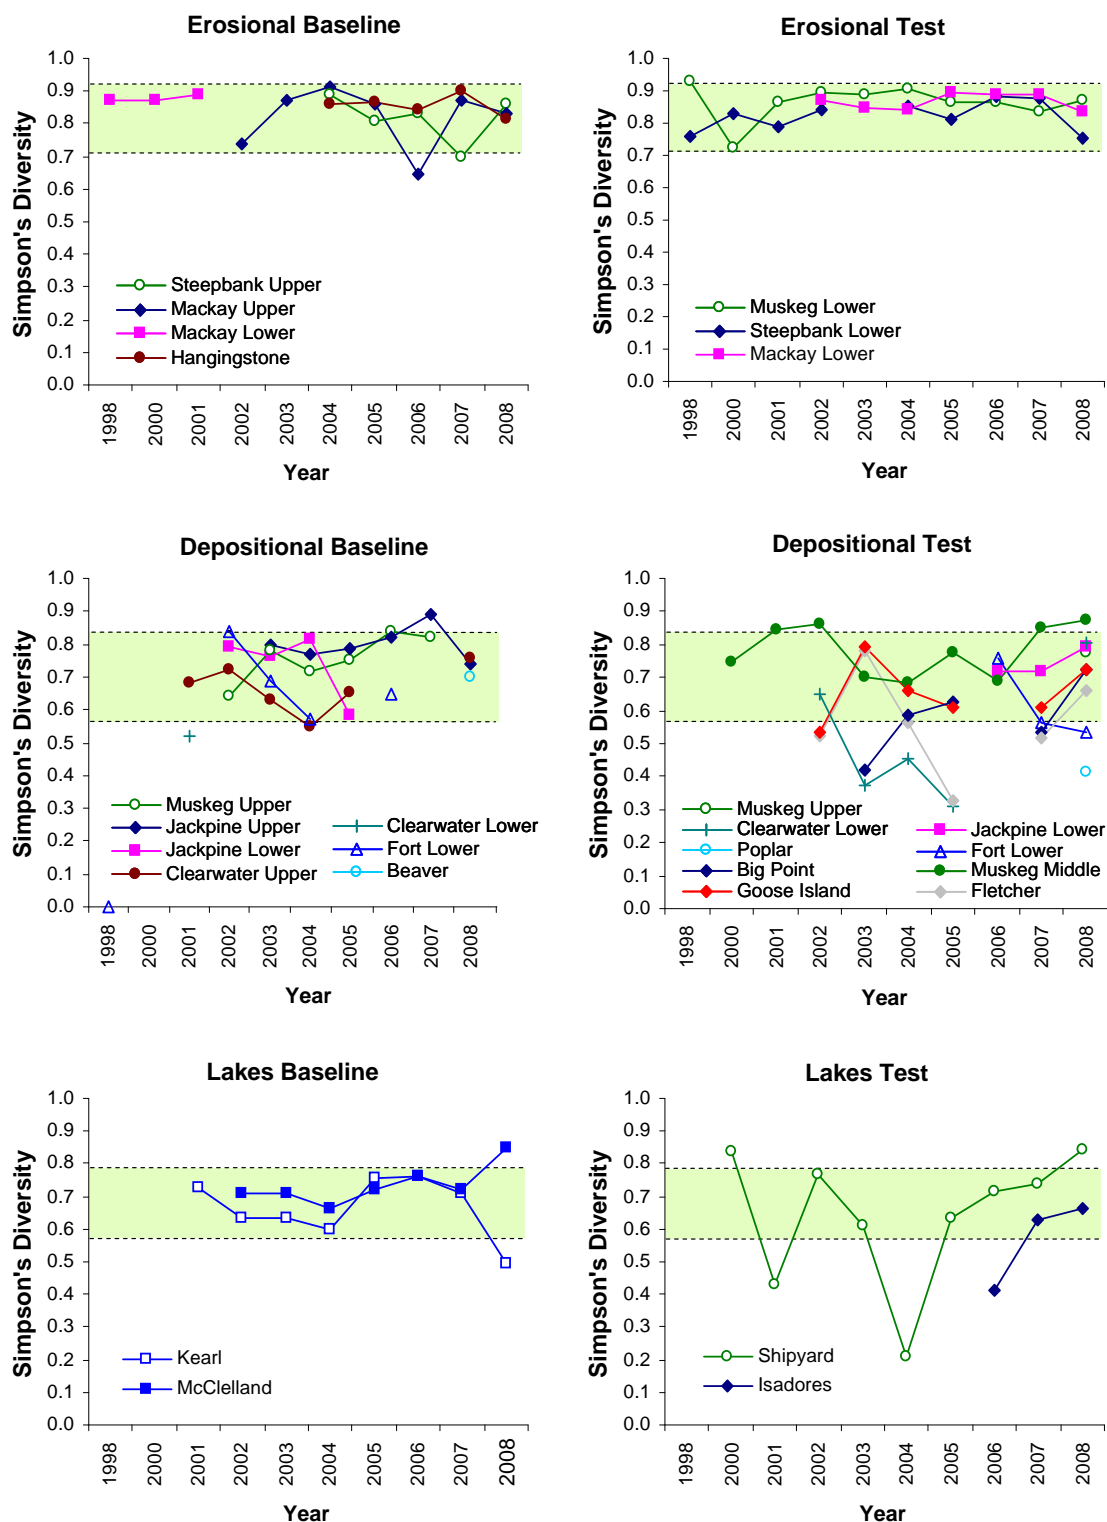 Erosional Baseline
Simpson's Diversity
1.0
0.9
0.8
0.7
0.6
0.5
0.4
0.3
0.2
0.1
0.0
Steepbank Upper
Mackay Upper
Mackay Lower
Hangingstone
1998 2000 2001 2002 2003 2004 2005 2006 2007 2008
Year
Erosional Test
Simpson's Diversity
1.0
0.9
0.8
0.7
0.6
0.5
0.4
0.3
0.2
0.1
0.0
Muskeg Lower
Steepbank Lower
Mackay Lower
1998 2000 2001 2002 2003 2004 2005 2006 2007 2008
Year
Depositional Baseline
Simpson's Diversity
1.0
0.9
0.8
0.7
0.6
0.5
0.4
0.3
0.2
0.1
0.0
Muskeg Upper
Jackpine Upper
Jackpine Lower
Clearwater Upper
Clearwater Lower
Fort Lower
Beaver
1998 2000 2001 2002 2003 2004 2005 2006 2007 2008
Year
Depositional Test
Simpson's Diversity
1.0
0.9
0.8
0.7
0.6
0.5
0.4
0.3
0.2
0.1
0.0
Muskeg Upper
Clearwater Lower
Poplar
Big Point
Goose Island
Jackpine Lower
Fort Lower
Muskeg Middle
Fletcher
1998 2000 2001 2002 2003 2004 2005 2006 2007 2008
Year
Lakes Baseline
Simpson's Diversity
1.0
0.9
0.8
0.7
0.6
0.5
0.4
0.3
0.2
0.1
0.0
Kearl
McClelland
1998 2000 2001 2002 2003 2004 2005 2006 2007 2008
Year
Lakes Test
Simpson's Diversity
1.0
0.9
0.8
0.7
0.6
0.5
0.4
0.3
0.2
0.1
0.0
Shipyard
Isadores
1998 2000 2001 2002 2003 2004 2005 2006 2007 2008
Year